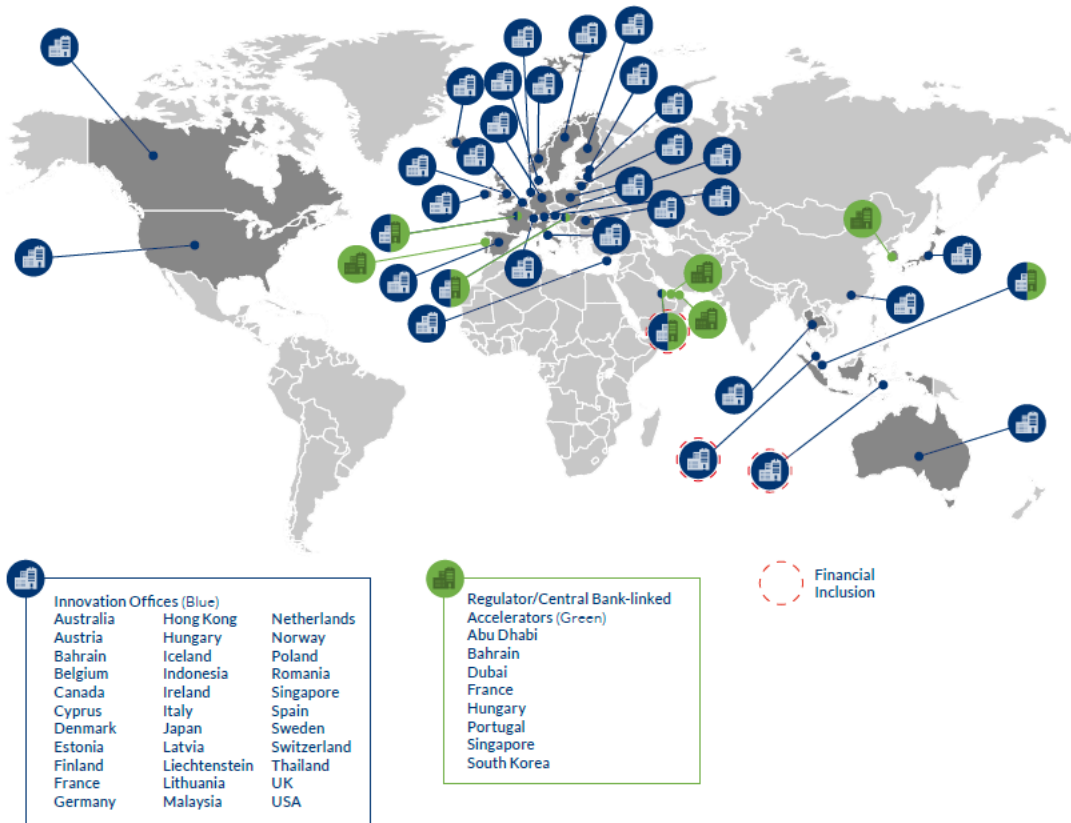 Innovation Offices (Blue)
Australia
Austria
Bahrain
Belgium
Canada
Cyprus
Denmark
Estonia
Finland
France
Germany
Hong Kong
Hungary
Iceland
Indonesia
Ireland
Italy
Japan
Latvia
Liechtenstein
Lithuania
Malaysia
Netherlands
Norway
Poland
Romania
Singapore
Spain
Sweden
Switzerland
Thailand
UK
USA
Regulator/Central Bank-linked
Accelerators (Green)
Abu Dhabi
Bahrain
Dubai
France
Hungary
Portugal
Singapore
South Korea
Financial
Inclusion